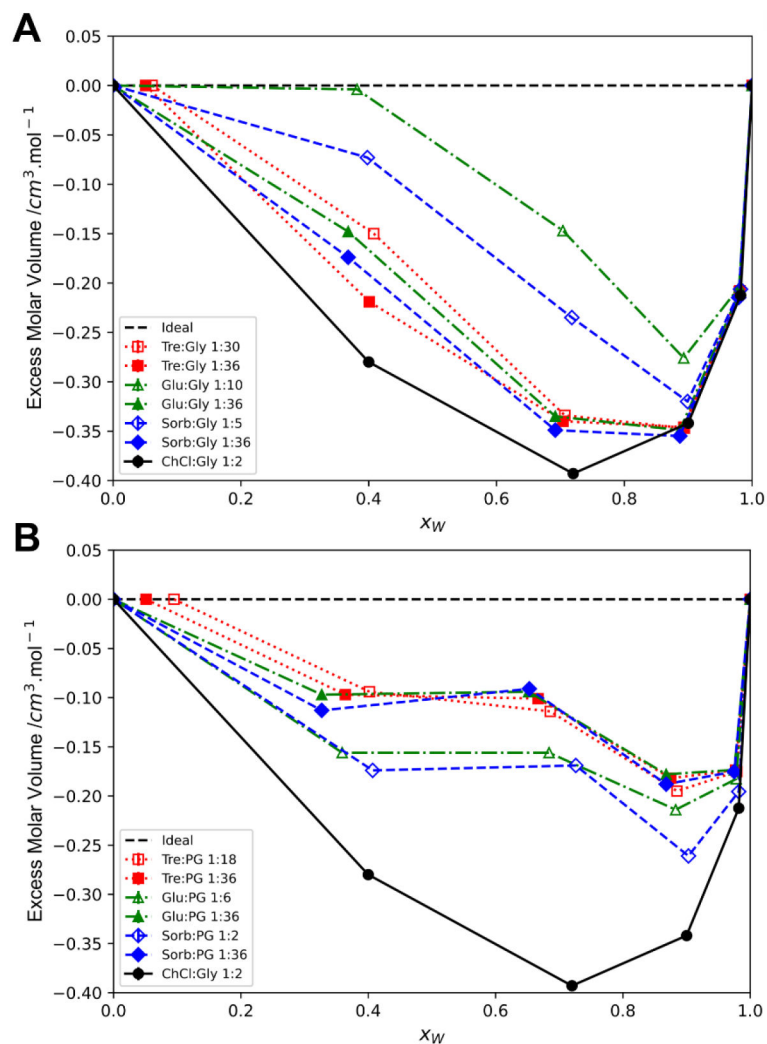 A
Excess Molar Volume /cm³.mol⁻¹
0.05
0.00
−0.05
−0.10
−0.15
−0.20
−0.25
−0.30
−0.35
−0.40
Ideal
Tre:Gly 1:30
Tre:Gly 1:36
Glu:Gly 1:10
Glu:Gly 1:36
Sorb:Gly 1:5
Sorb:Gly 1:36
ChCl:Gly 1:2
0.0 0.2 0.4 0.6 0.8 1.0
x_W
B
Excess Molar Volume /cm³.mol⁻¹
0.05
0.00
−0.05
−0.10
−0.15
−0.20
−0.25
−0.30
−0.35
−0.40
Ideal
Tre:PG 1:18
Tre:PG 1:36
Glu:PG 1:6
Glu:PG 1:36
Sorb:PG 1:2
Sorb:PG 1:36
ChCl:Gly 1:2
0.0 0.2 0.4 0.6 0.8 1.0
x_W